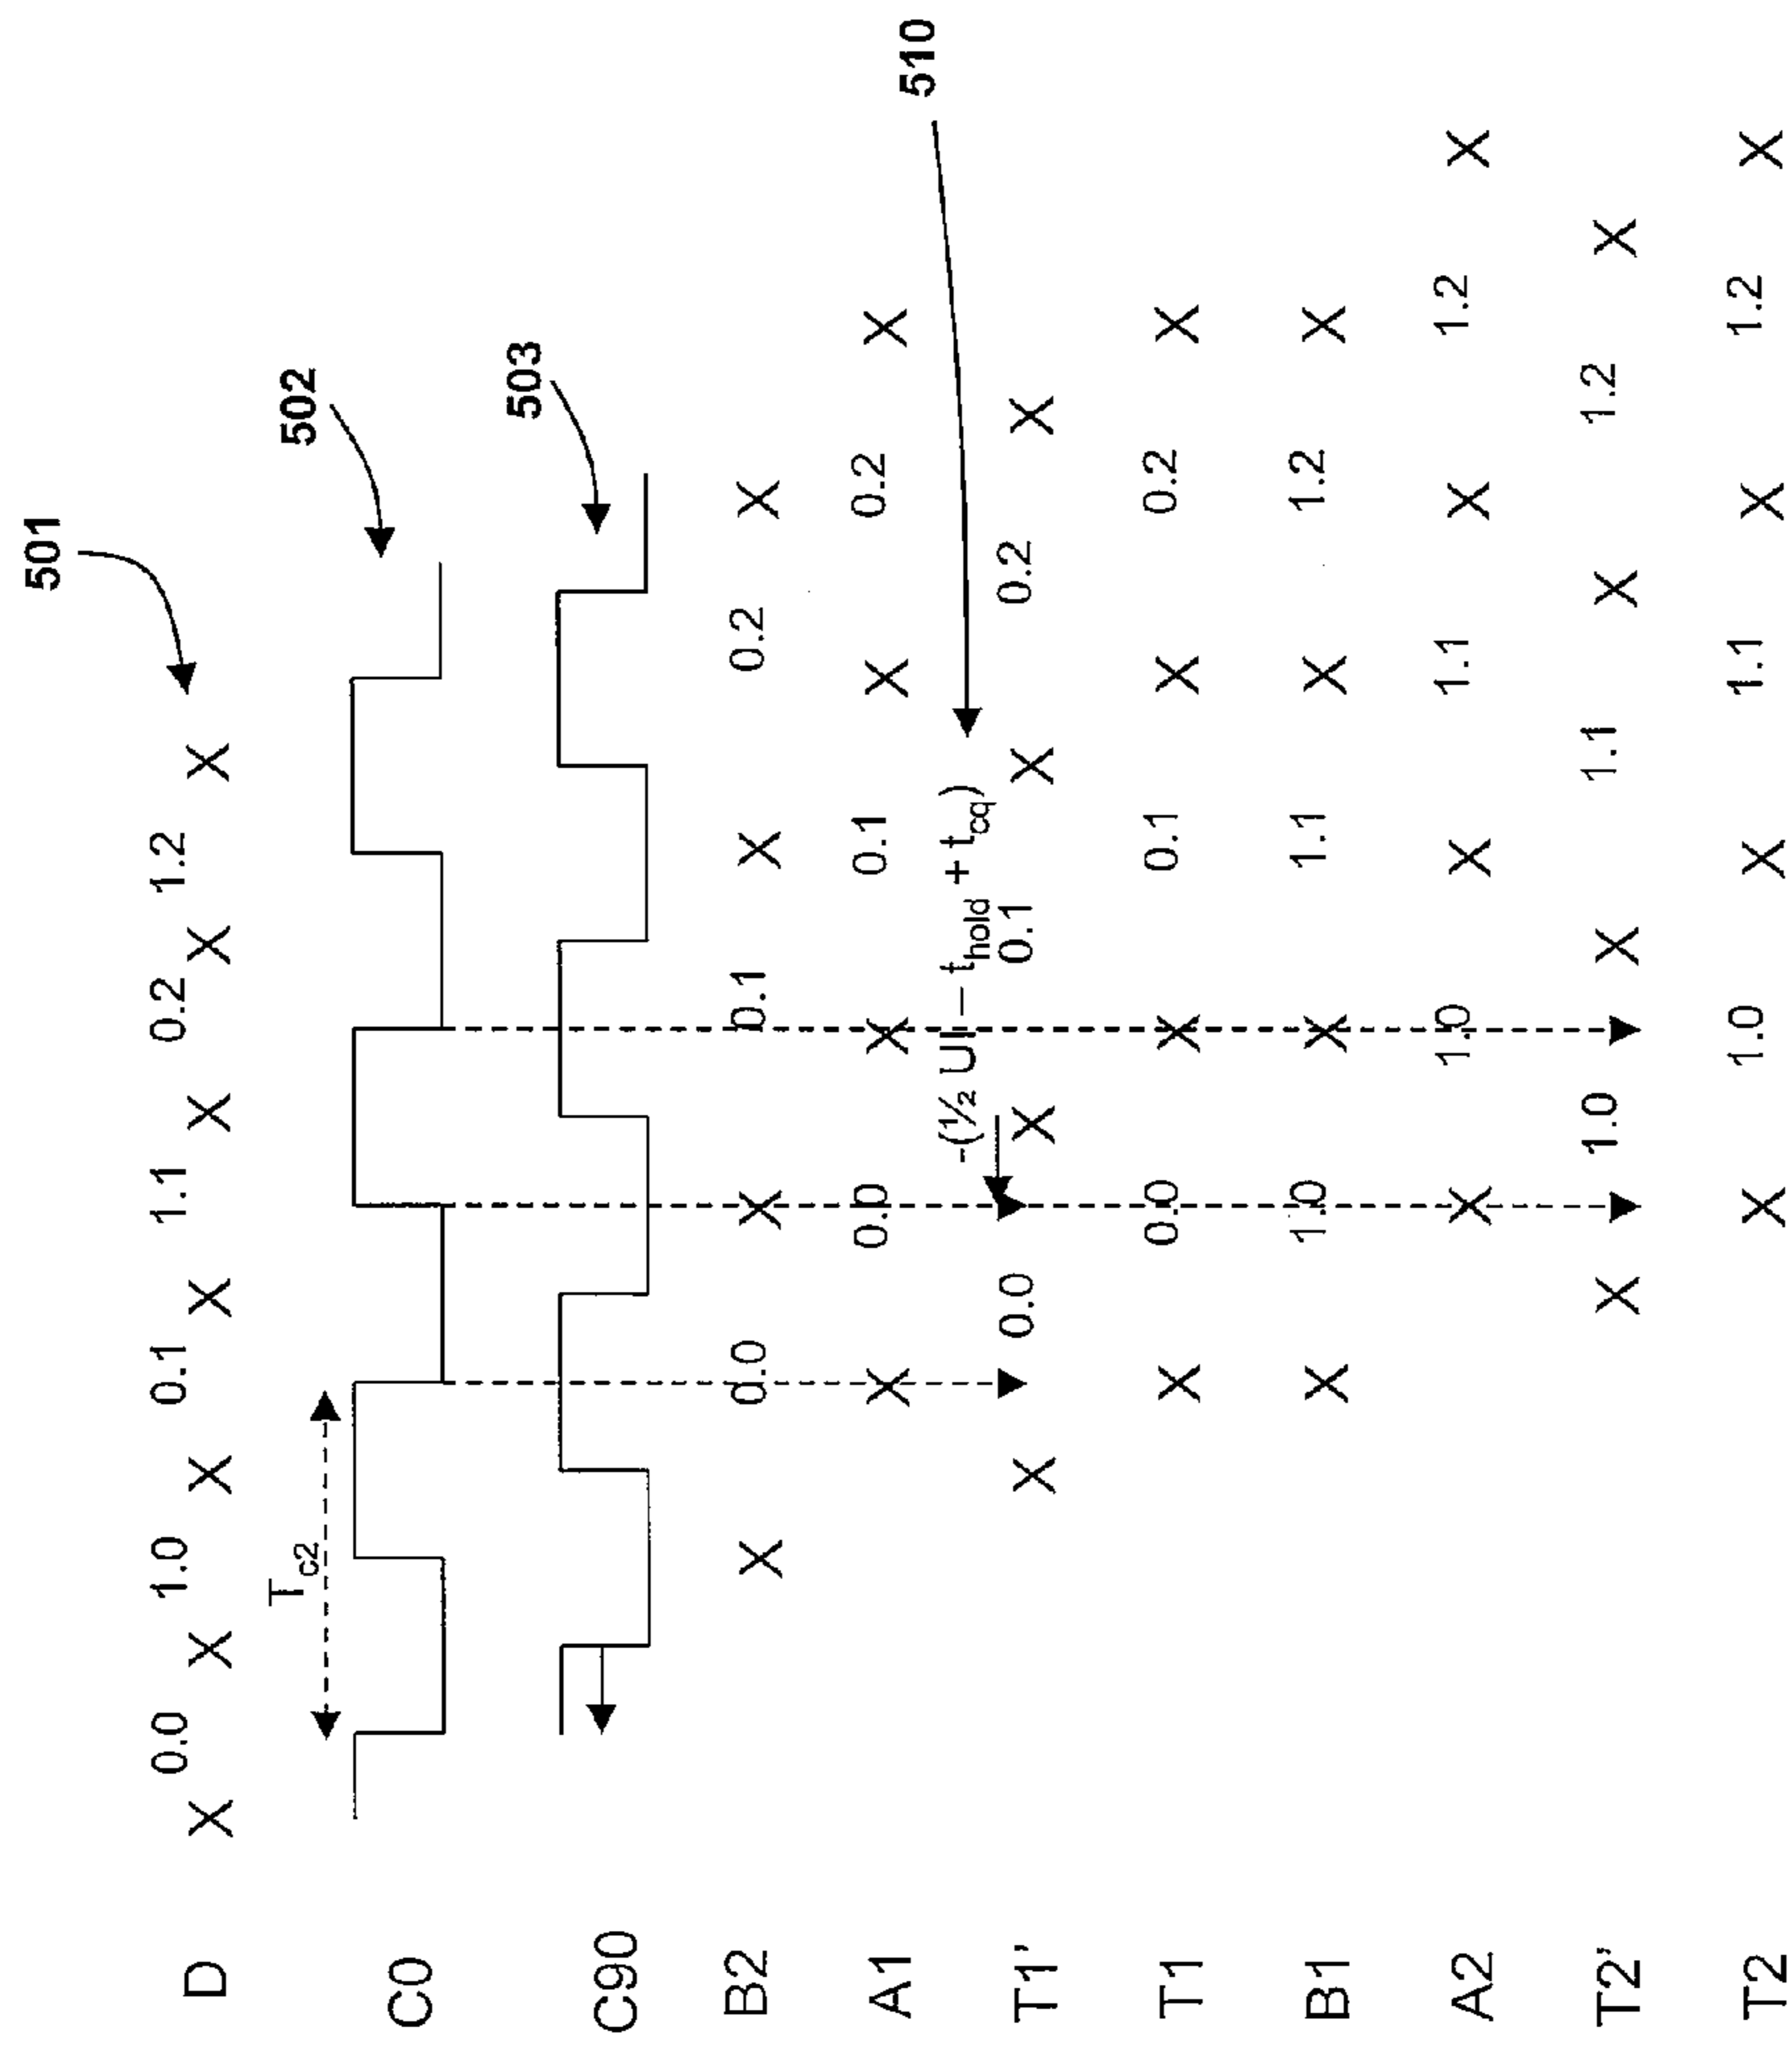 501
502
503
510
D 0.0 1.0 0.1 1.1 0.2 1.2
T_c2
C0
C90
B2 0.0 0.1 0.2
A1 0.0 0.1 0.2
-(½ UI – t_hold + t_cq)
T1' 0.0 0.1 0.2
T1 0.0 0.1 0.2
B1 1.0 1.1 1.2
A2 1.0 1.1 1.2
T2' 1.0 1.1 1.2
T2 1.0 1.1 1.2